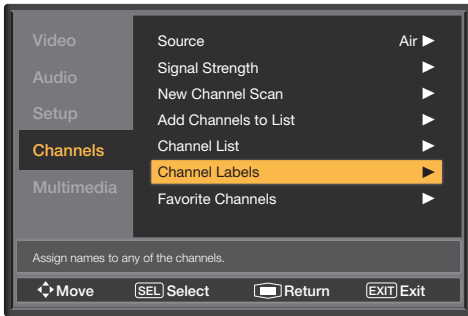 Video
Audio
Setup
Channels
Multimedia
Source Air
Signal Strength
New Channel Scan
Add Channels to List
Channel List
Channel Labels
Favorite Channels
Assign names to any of the channels.
Move SEL Select Return EXIT Exit